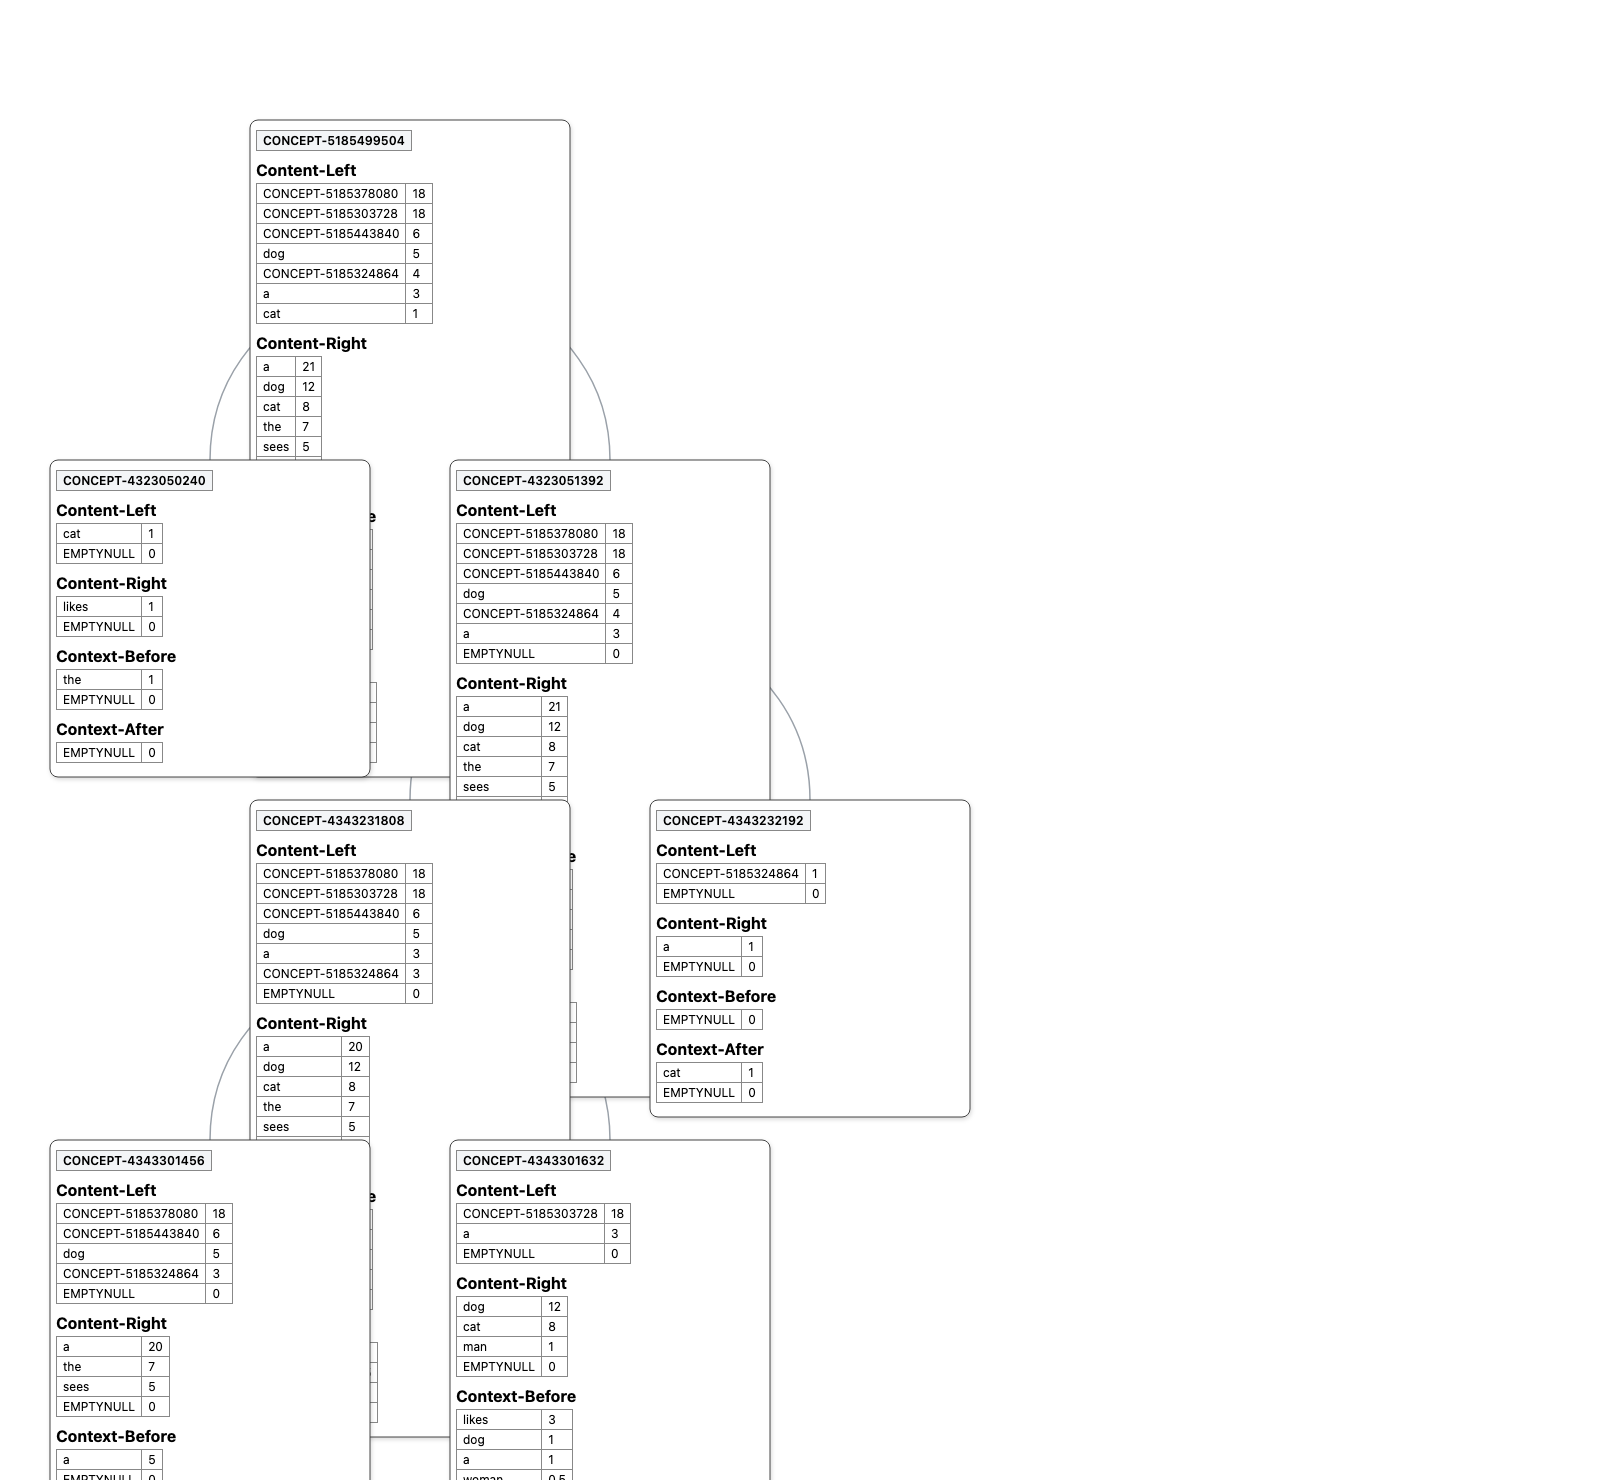 CONCEPT-5185499504
Content-Left
CONCEPT-5185378080 18
CONCEPT-5185303728 18
CONCEPT-5185443840 6
dog 5
CONCEPT-5185324864 4
a 3
cat 1
Content-Right
a 21
dog 12
cat 8
the 7
sees 5
CONCEPT-4323050240
Content-Left
cat 1
EMPTYNULL 0
Content-Right
likes 1
EMPTYNULL 0
Context-Before
the 1
EMPTYNULL 0
Context-After
EMPTYNULL 0
e
CONCEPT-4323051392
Content-Left
CONCEPT-5185378080 18
CONCEPT-5185303728 18
CONCEPT-5185443840 6
dog 5
CONCEPT-5185324864 4
a 3
EMPTYNULL 0
Content-Right
a 21
dog 12
cat 8
the 7
sees 5
CONCEPT-4343231808
Content-Left
CONCEPT-5185378080 18
CONCEPT-5185303728 18
CONCEPT-5185443840 6
dog 5
a 3
CONCEPT-5185324864 3
EMPTYNULL 0
Content-Right
a 20
dog 12
cat 8
the 7
sees 5
e
CONCEPT-4343232192
Content-Left
CONCEPT-5185324864 1
EMPTYNULL 0
Content-Right
a 1
EMPTYNULL 0
Context-Before
EMPTYNULL 0
Context-After
cat 1
EMPTYNULL 0
CONCEPT-4343301456
Content-Left
CONCEPT-5185378080 18
CONCEPT-5185443840 6
dog 5
CONCEPT-5185324864 3
EMPTYNULL 0
Content-Right
a 20
the 7
sees 5
EMPTYNULL 0
Context-Before
a 5
EMPTYNULL 0
e
CONCEPT-4343301632
Content-Left
CONCEPT-5185303728 18
a 3
EMPTYNULL 0
Content-Right
dog 12
cat 8
man 1
EMPTYNULL 0
Context-Before
likes 3
dog 1
a 1
woman 0.5